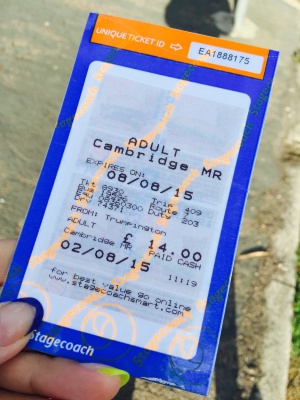 UNIQUE TICKET ID
EA1888175
ADULT
Cambridge MR
EXPIRES ON:
08/08/15
Tkt Trip 409
Duty 203
FROM: Trumpington
ADULT £ 14.00
Cambridge MR PAID CASH
02/08/15 11:19
for best value go online
www.stagecoachsmart.com
Stagecoach